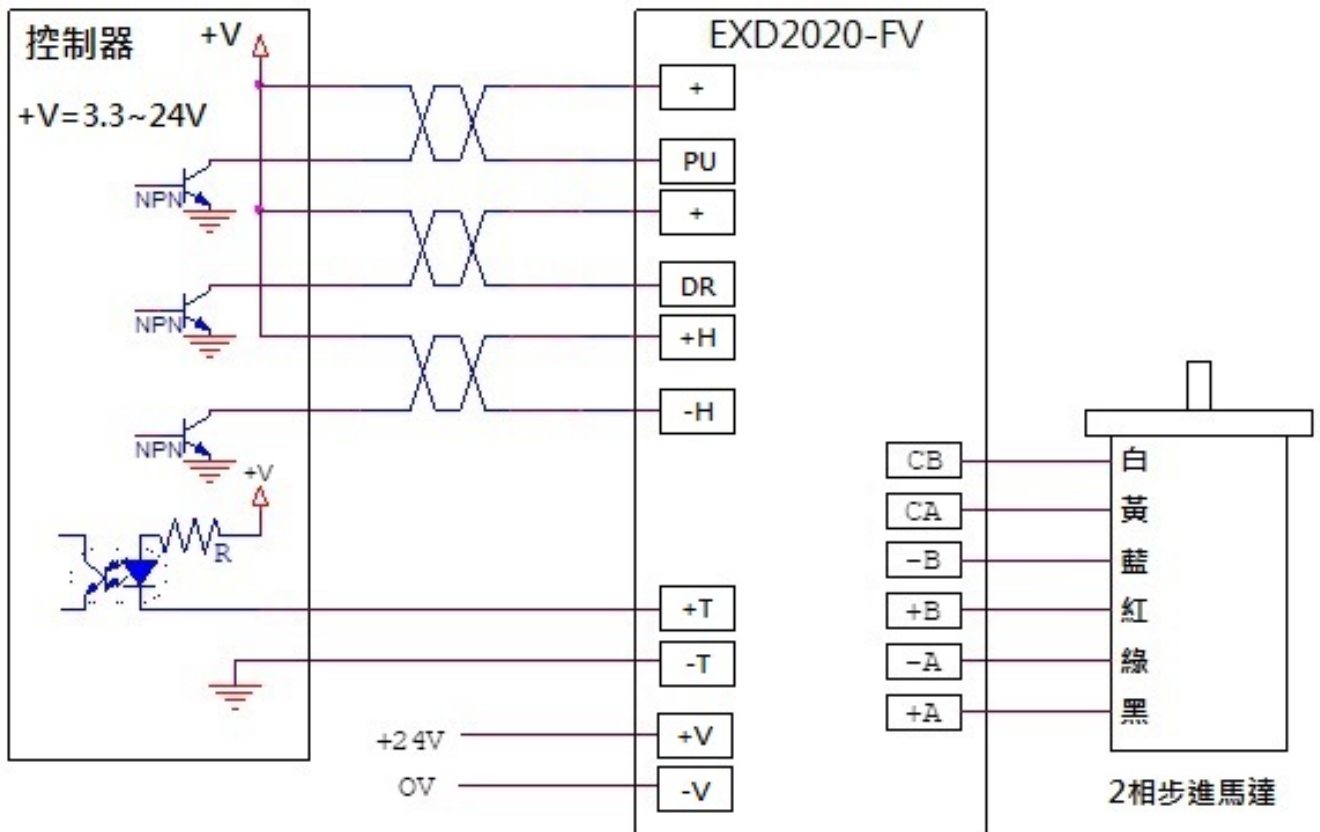 控制器
+V
+V=3.3~24V
NPN
NPN
NPN
+V
R
EXD2020-FV
+
PU
+
DR
+H
-H
+T
-T
+24V
+V
0V
-V
CB
白
CA
黃
-B
藍
+B
紅
-A
綠
+A
黑
2相步進馬達